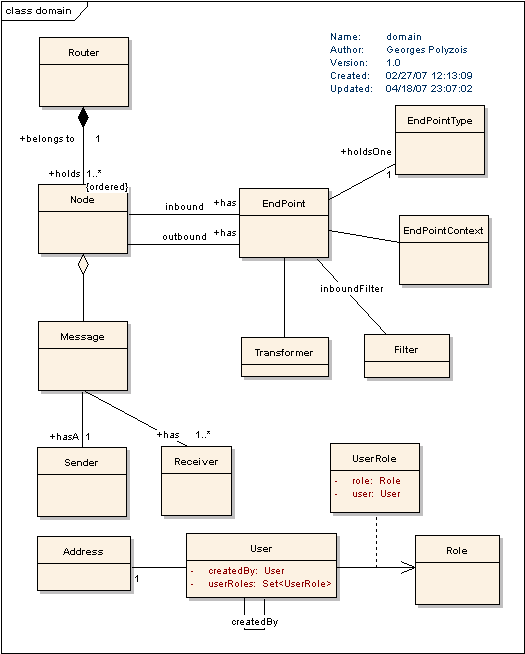 class domain
Name: domain
Author: Georges Polyzois
Version: 1.0
Created: 02/27/07 12:13:09
Updated: 04/18/07 23:07:02
Router
+belongs to 1
+holds 1..*
{ordered}
Node
inbound +has
outbound +has
EndPoint
+holdsOne
1
EndPointType
EndPointContext
inboundFilter
Transformer
Filter
Message
+hasA 1
+has 1..*
Sender
Receiver
UserRole
- role: Role
- user: User
Address
1
User
- createdBy: User
- userRoles: Set<UserRole>
createdBy
Role